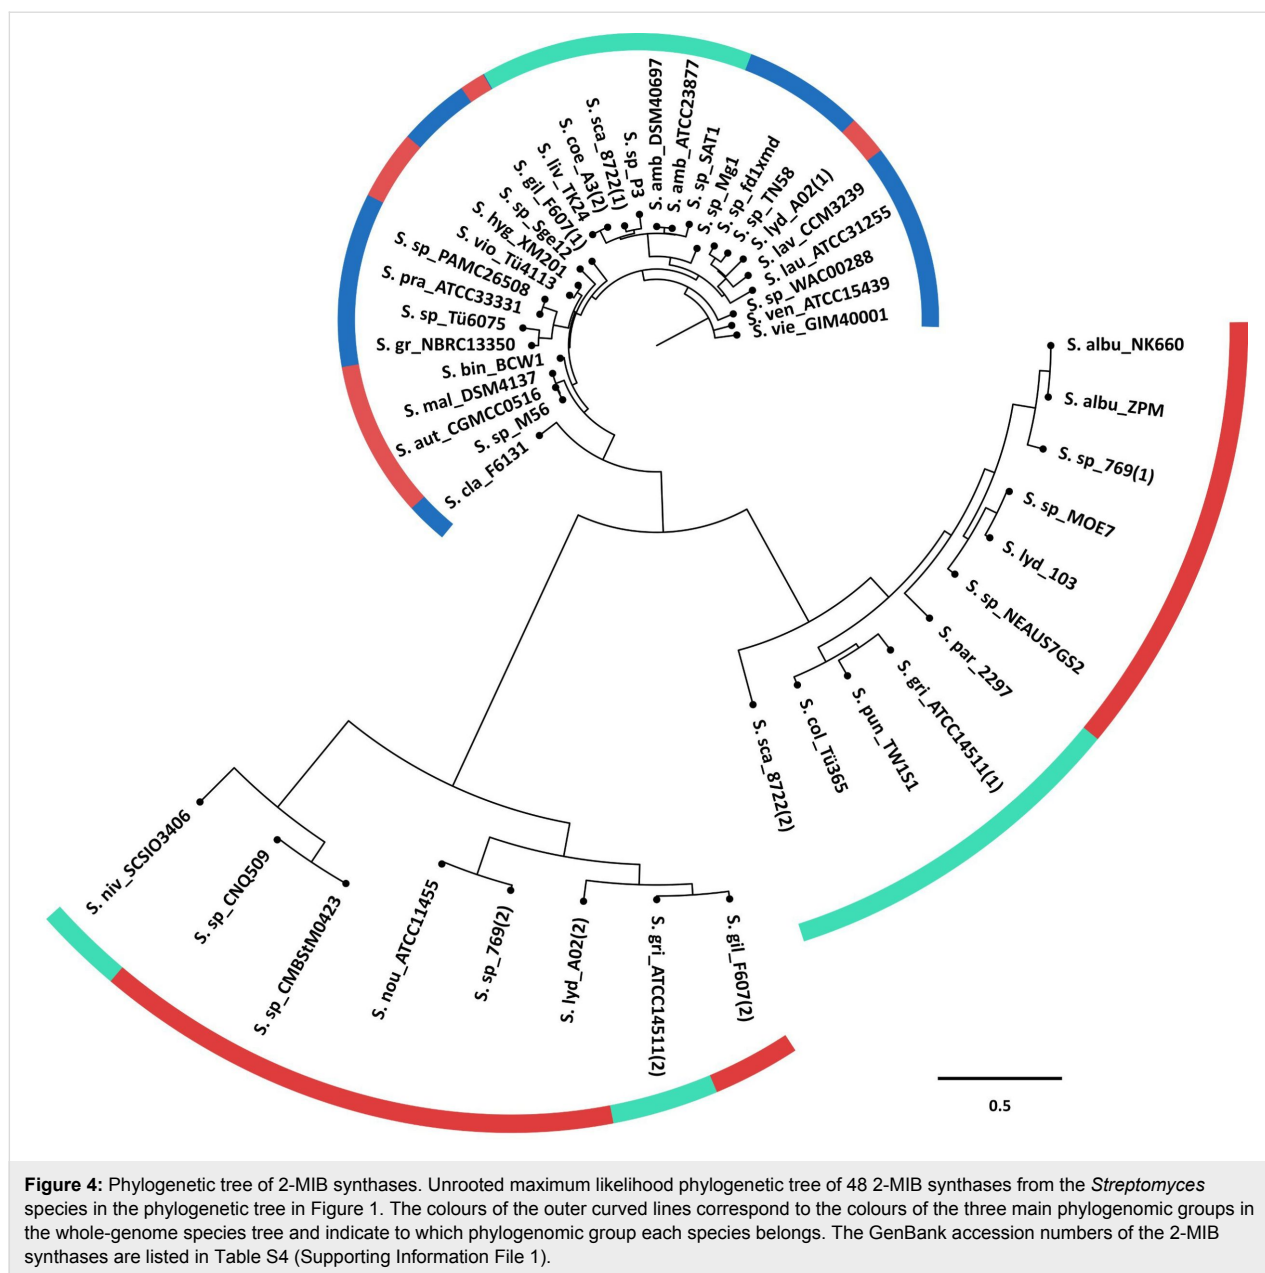 S. amb_DSM40697
S. amb_ATCC23877
S. sca_8722(1)
S. sp_P3
S. sp_SAT1
S. coe_A3(2)
S. sp_Mg1
S. liv_TK24
S. sp_fd1xmd
S. gil_F607(1)
S. sp_TN58
S. sp_Sge12
S. lyd_A02(1)
S. hyg_XM201
S. lav_CCM3239
S. vio_Tü4113
S. lau_ATCC31255
S. sp_PAMC26508
S. sp_WAC00288
S. pra_ATCC33331
S. ven_ATCC15439
S. sp_Tü6075
S. vie_GIM40001
S. gr_NBRC13350
S. bin_BCW1
S. mal_DSM4137
S. aut_CGMCC0516
S. sp_M56
S. cla_F6131
S. albu_NK660
S. albu_ZPM
S. sp_769(1)
S. sp_MOE7
S. lyd_103
S. sp_NEAUS7GS2
S. par_2297
S. gri_ATCC14511(1)
S. pun_TW1S1
S. col_Tü365
S. sca_8722(2)
S. niv_SCSIO3406
S. sp_CNQ509
S. sp_CMBStM0423
S. nou_ATCC11455
S. sp_769(2)
S. lyd_A02(2)
S. gri_ATCC14511(2)
S. gil_F607(2)
0.5
Figure 4: Phylogenetic tree of 2-MIB synthases. Unrooted maximum likelihood phylogenetic tree of 48 2-MIB synthases from the Streptomyces
species in the phylogenetic tree in Figure 1. The colours of the outer curved lines correspond to the colours of the three main phylogenomic groups in
the whole-genome species tree and indicate to which phylogenomic group each species belongs. The GenBank accession numbers of the 2-MIB
synthases are listed in Table S4 (Supporting Information File 1).